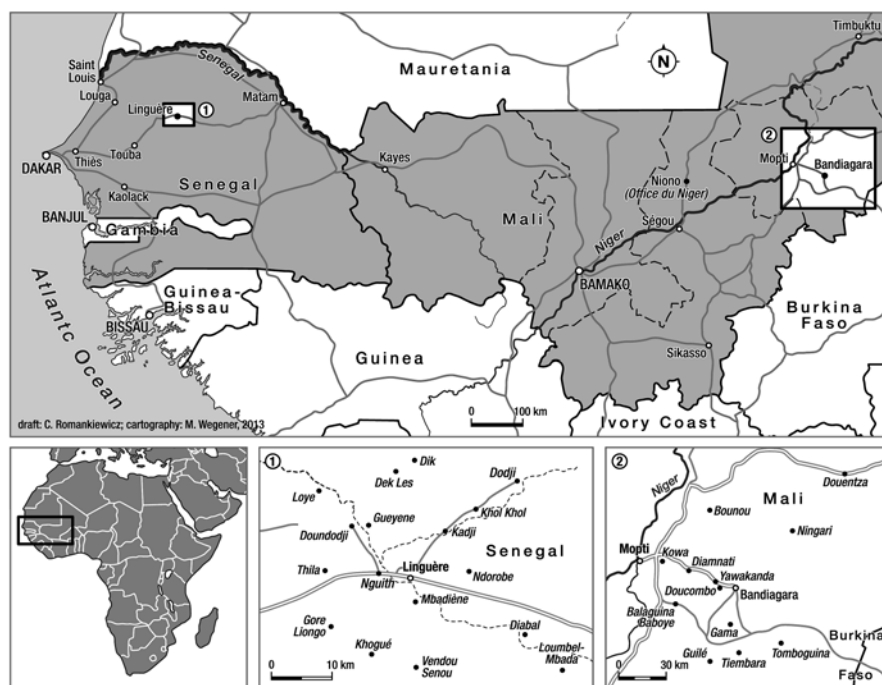 Timbuktu
Saint
Louis
Senegal
Mauretania
N
Louga
Linguère
①
Matam
②
Mopti
Bandiagara
DAKAR
Thiés
Touba
Kayes
Niono
(Office du Niger)
Kaolack
Senegal
Mali
Ségou
BANJUL
Gambia
Niger
BAMAKO
Atlantc Ocean
Guinea-
Bissau
BISSAU
Burkina
Faso
Guinea
Sikasso
0 100 km
Ivory Coast
draft: C. Romankiewicz; cartography: M. Wegener, 2013
①
Dik
Dek Les
Dodji
Loye
Gueyene
Khol Khol
Doundodji
Kadji
Senegal
Thila
Linguère
Nguith
Ndorobe
Mbadiène
Gore
Liongo
Diabal
Khogué
Vendou
Senou
Loumbel-
Mbada
0 10 km
②
Niger
Mali
Douentza
Bounou
Ningari
Mopti
Kowa
Diamnati
Yawakanda
Doucombo
Bandiagara
Balaguina
Baboye
Gama
Burkina
Faso
Guilé
Tiembara
Tomboguina
0 30 km